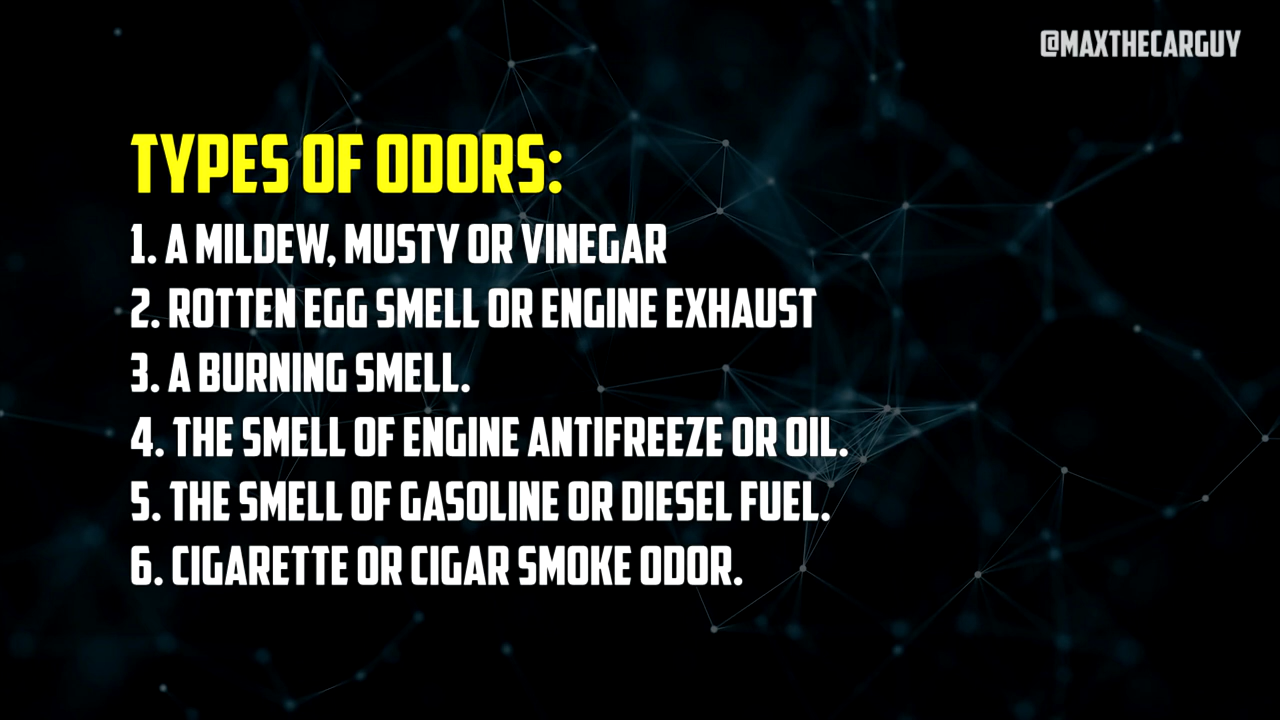 @MAXTHECARGUY
TYPES OF ODORS:
1. A MILDEW, MUSTY OR VINEGAR
2. ROTTEN EGG SMELL OR ENGINE EXHAUST
3. A BURNING SMELL.
4. THE SMELL OF ENGINE ANTIFREEZE OR OIL.
5. THE SMELL OF GASOLINE OR DIESEL FUEL.
6. CIGARETTE OR CIGAR SMOKE ODOR.